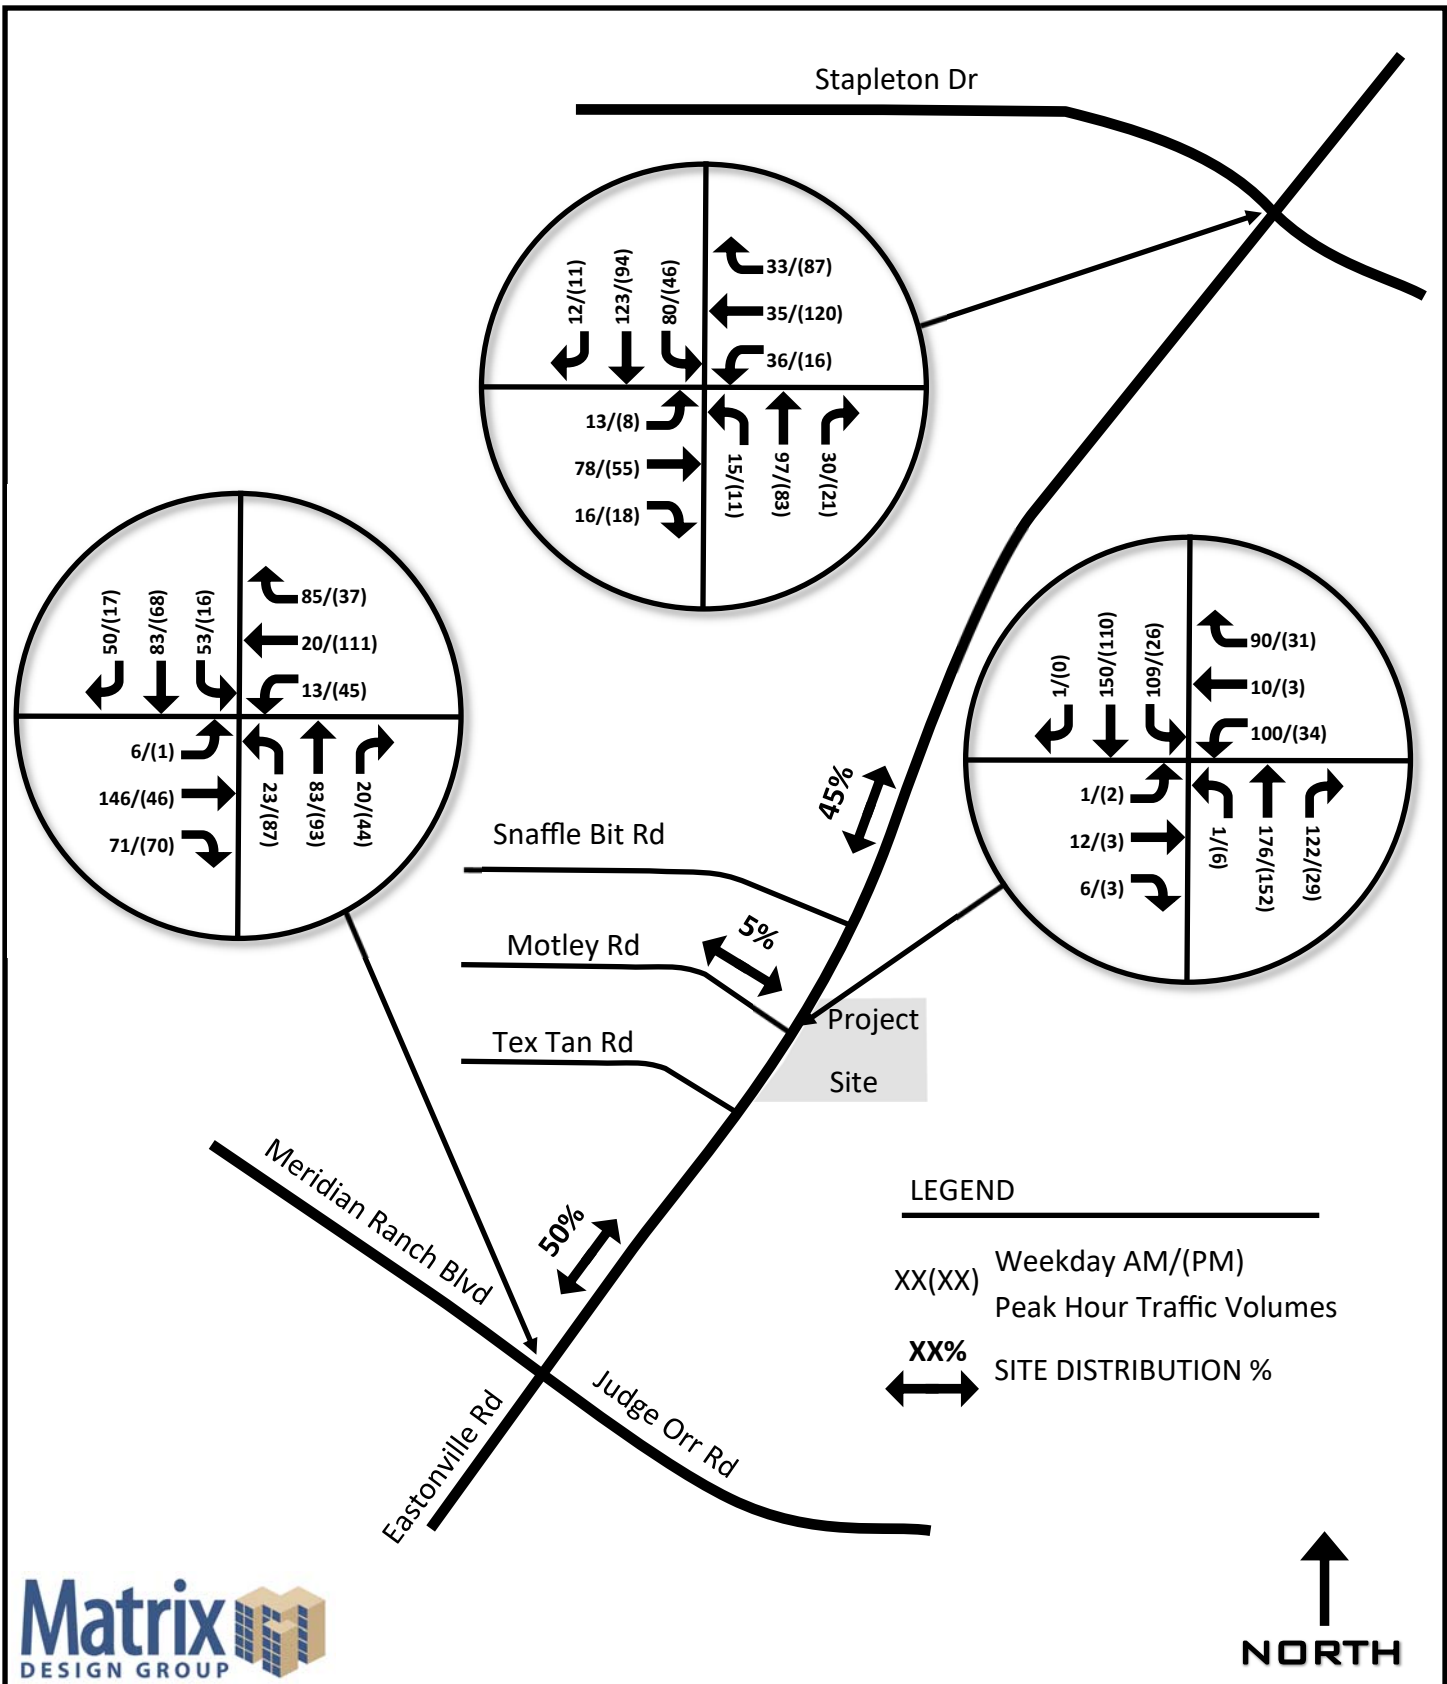 Stapleton Dr
12/(11)
123/(94)
80/(46)
33/(87)
35/(120)
36/(16)
13/(8)
78/(55)
16/(18)
15/(11)
97/(83)
30/(21)
50/(17)
83/(68)
53/(16)
85/(37)
20/(111)
13/(45)
6/(1)
146/(46)
71/(70)
23/(87)
83/(93)
20/(44)
1/(0)
150/(110)
109/(26)
90/(31)
10/(3)
100/(34)
1/(2)
12/(3)
6/(3)
1/(6)
176/(152)
122/(29)
45%
Snaffle Bit Rd
5%
Motley Rd
Project
Site
Tex Tan Rd
Meridian Ranch Blvd
50%
LEGEND
XX(XX)
Weekday AM/(PM)
Peak Hour Traffic Volumes
XX%
SITE DISTRIBUTION %
Judge Orr Rd
Eastonville Rd
Matrix
DESIGN GROUP
NORTH